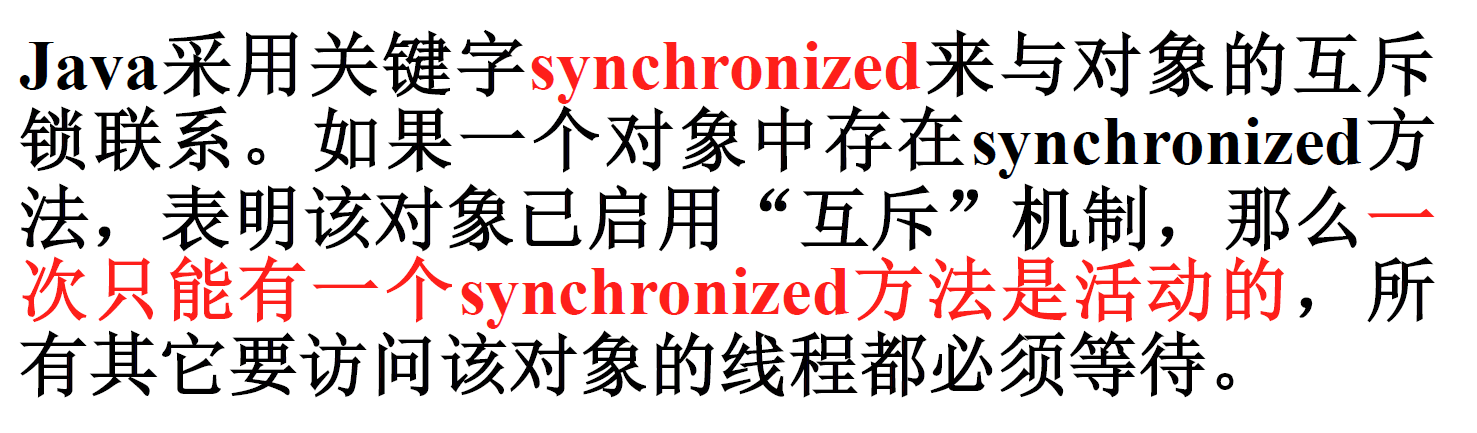 Java采用关键字synchronized来与对象的互斥
锁联系。如果一个对象中存在synchronized方
法，表明该对象已启用“互斥”机制，那么一
次只能有一个synchronized方法是活动的，所
有其它要访问该对象的线程都必须等待。